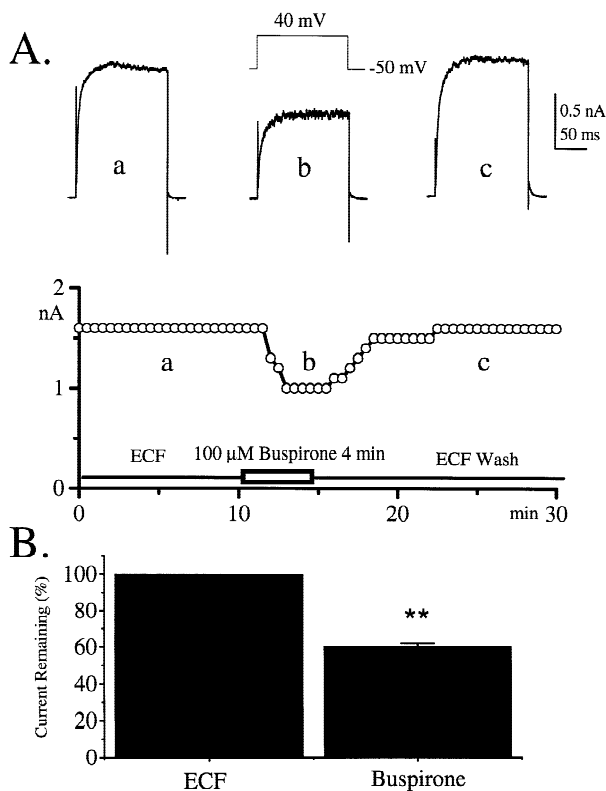 A.
40 mV
-50 mV
0.5 nA
50 ms
a
b
c
2
nA
a
b
c
1
ECF
100 µM Buspirone 4 min
ECF Wash
0
0
10
20
min
30
B.
Current Remaining (%)
100
80
60
40
20
0
**
ECF
Buspirone